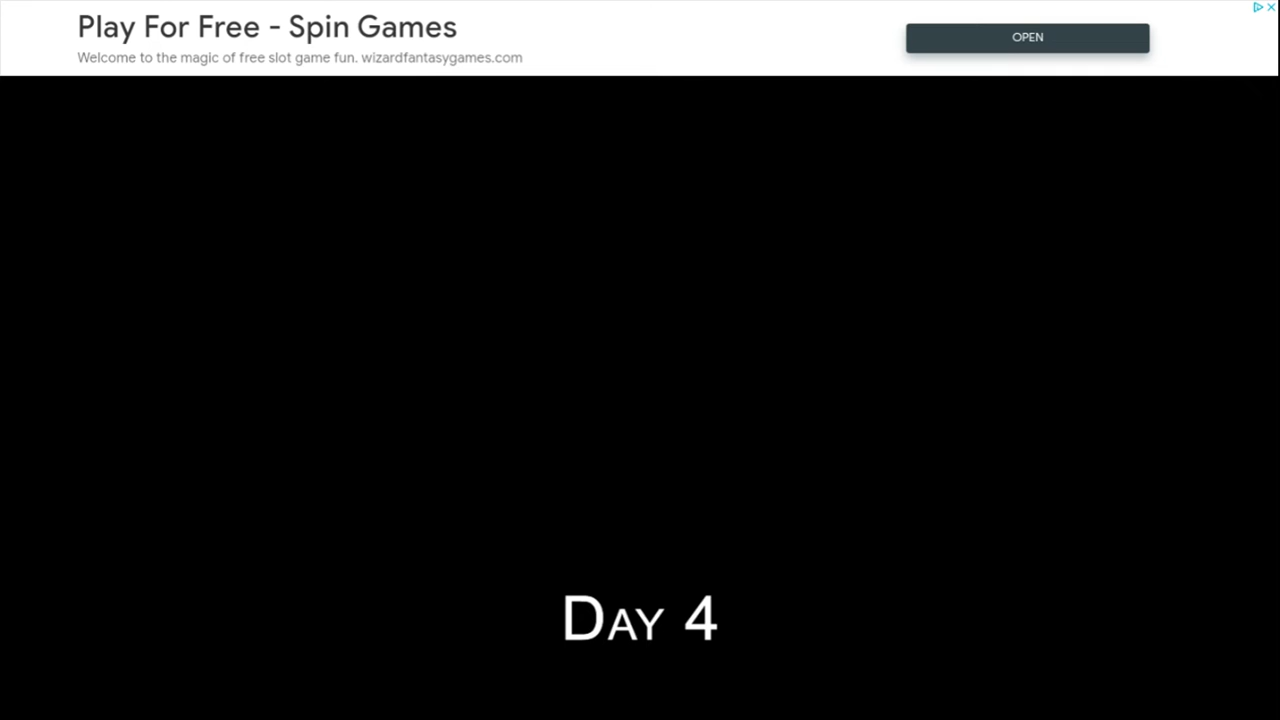 Play For Free - Spin Games
Welcome to the magic of free slot game fun. wizardfantasygames.com
OPEN
Day 4